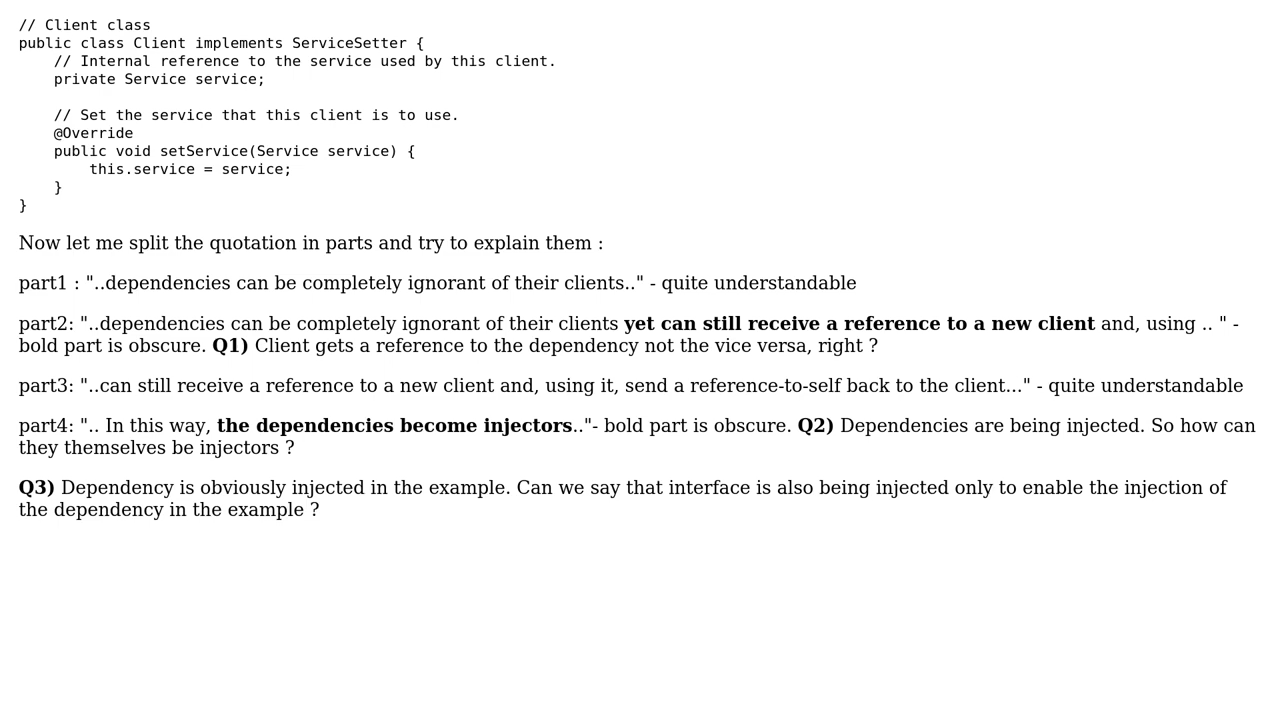 // Client class
public class Client implements ServiceSetter {
    // Internal reference to the service used by this client.
    private Service service;

    // Set the service that this client is to use.
    @Override
    public void setService(Service service) {
        this.service = service;
    }
}
Now let me split the quotation in parts and try to explain them :
part1 : "..dependencies can be completely ignorant of their clients.." - quite understandable
part2: "..dependencies can be completely ignorant of their clients yet can still receive a reference to a new client and, using .. " -
bold part is obscure. Q1) Client gets a reference to the dependency not the vice versa, right ?
part3: "..can still receive a reference to a new client and, using it, send a reference-to-self back to the client..." - quite understandable
part4: ".. In this way, the dependencies become injectors.."- bold part is obscure. Q2) Dependencies are being injected. So how can
they themselves be injectors ?
Q3) Dependency is obviously injected in the example. Can we say that interface is also being injected only to enable the injection of
the dependency in the example ?